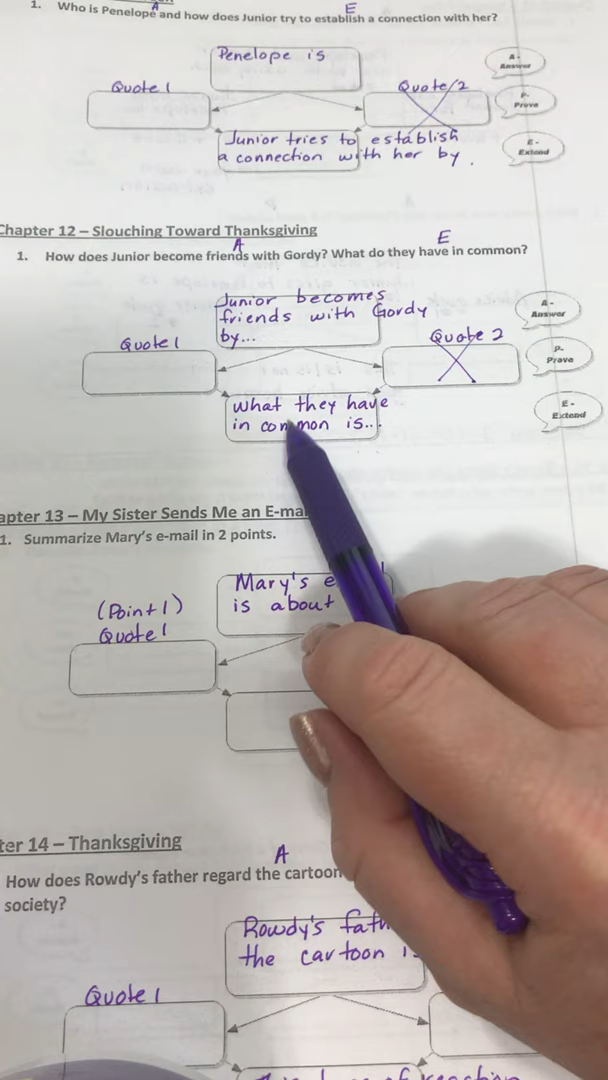 1. Who is Penelope and how does Junior try to establish a connection with her?
A
E
Penelope is
Quote 1
Quote 2
A-
Answer
P-
Prove
E-
Extend
Junior tries to establish
a connection with her by.
Chapter 12 – Slouching Toward Thanksgiving
A
E
1. How does Junior become friends with Gordy? What do they have in common?
Junior becomes
friends with Gordy
by...
Quote 1
Quote 2
A-
Answer
P-
Prove
E-
Extend
what they have
in common is...
apter 13 – My Sister Sends Me an E-mai
1. Summarize Mary's e-mail in 2 points.
Mary's e
is about
(Point 1)
Quote 1
ter 14 – Thanksgiving
A
How does Rowdy's father regard the cartoon
society?
Rowdy's fath
the cartoon i
Quote 1